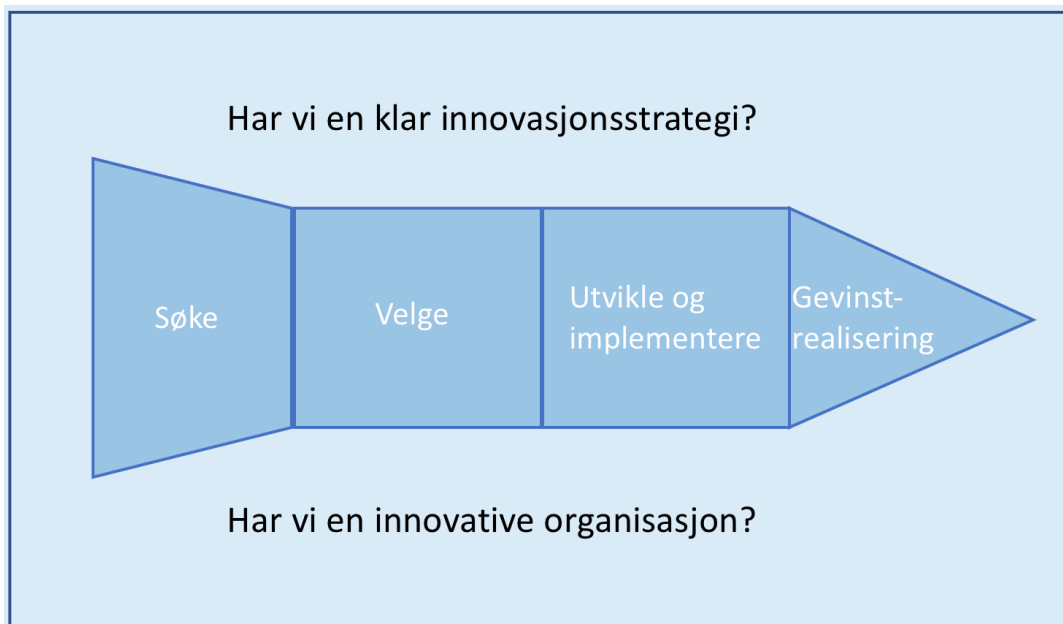 Har vi en klar innovasjonsstrategi?
Søke
Velge
Utvikle og
implementere
Gevinst-
realisering
Har vi en innovative organisasjon?